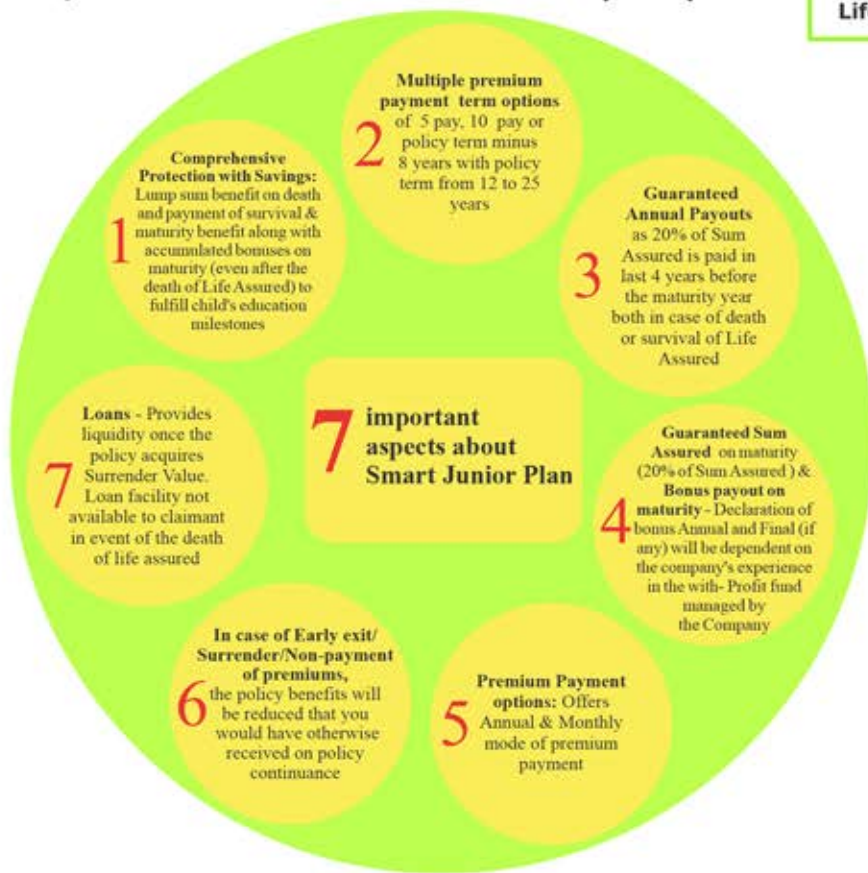 Lif
2
Multiple premium
payment term options
of 5 pay, 10 pay or
policy term minus
8 years with policy
term from 12 to 25
years
1
Comprehensive
Protection with Savings:
Lump sum benefit on death
and payment of survival &
maturity benefit along with
accumulated bonuses on
maturity (even after the
death of Life Assured) to
fulfill child's education
milestones
3
Guaranteed
Annual Payouts
as 20% of Sum
Assured is paid in
last 4 years before
the maturity year
both in case of death
or survival of Life
Assured
7 important
aspects about
Smart Junior Plan
7
Loans - Provides
liquidity once the
policy acquires
Surrender Value.
Loan facility not
available to claimant
in event of the death
of life assured
4
Guaranteed Sum
Assured on maturity
(20% of Sum Assured ) &
Bonus payout on
maturity - Declaration of
bonus Annual and Final (if
any) will be dependent on
the company's experience
in the with- Profit fund
managed by
the Company
6
In case of Early exit/
Surrender/Non-payment
of premiums,
the policy benefits will
be reduced that you
would have otherwise
received on policy
continuance
5
Premium Payment
options: Offers
Annual & Monthly
mode of premium
payment